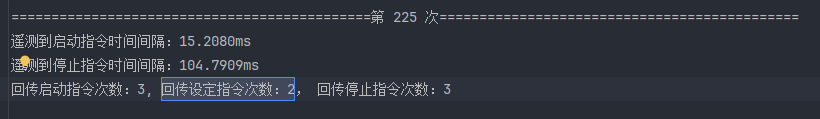 =============================================第 225 次=============================================
遥测到启动指令时间间隔：15.2080ms
遥测到停止指令时间间隔：104.7909ms
回传启动指令次数：3, 回传设定指令次数：2， 回传停止指令次数：3